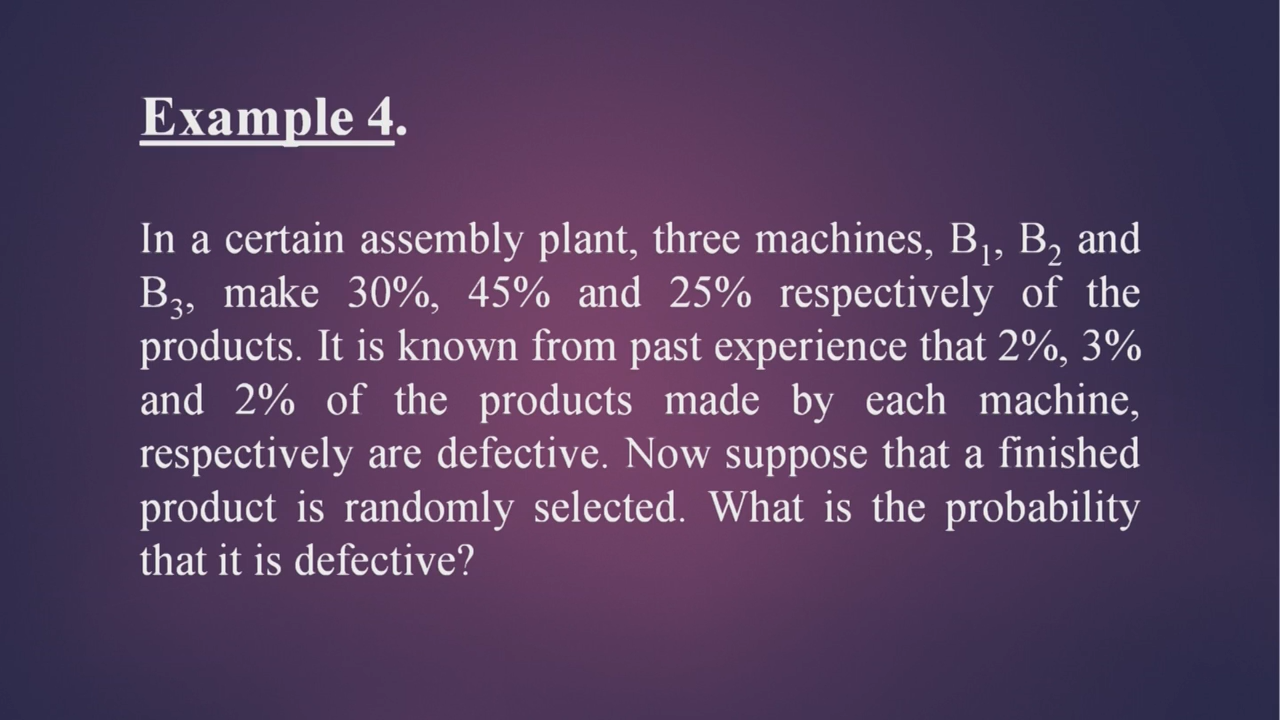 Example 4.
In a certain assembly plant, three machines, B₁, B₂ and
B₃, make 30%, 45% and 25% respectively of the
products. It is known from past experience that 2%, 3%
and 2% of the products made by each machine,
respectively are defective. Now suppose that a finished
product is randomly selected. What is the probability
that it is defective?